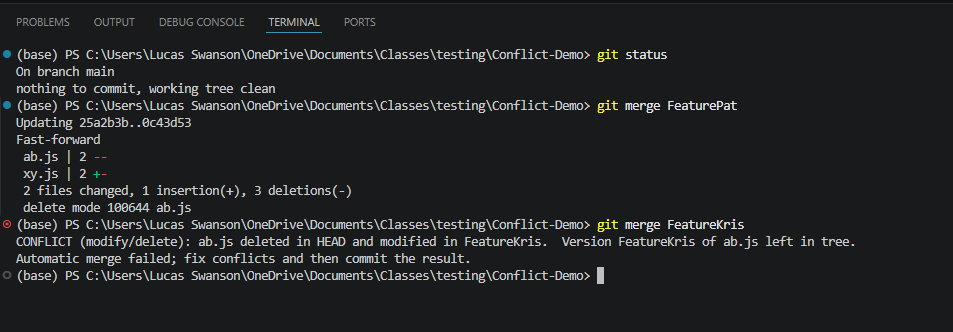 PROBLEMS OUTPUT DEBUG CONSOLE TERMINAL PORTS
(base) PS C:\Users\Lucas Swanson\OneDrive\Documents\Classes\testing\Conflict-Demo> git status
On branch main
nothing to commit, working tree clean
(base) PS C:\Users\Lucas Swanson\OneDrive\Documents\Classes\testing\Conflict-Demo> git merge FeaturePat
Updating 25a2b3b..0c43d53
Fast-forward
 ab.js | 2 --
 xy.js | 2 +-
 2 files changed, 1 insertion(+), 3 deletions(-)
 delete mode 100644 ab.js
(base) PS C:\Users\Lucas Swanson\OneDrive\Documents\Classes\testing\Conflict-Demo> git merge FeatureKris
CONFLICT (modify/delete): ab.js deleted in HEAD and modified in FeatureKris.  Version FeatureKris of ab.js left in tree.
Automatic merge failed; fix conflicts and then commit the result.
(base) PS C:\Users\Lucas Swanson\OneDrive\Documents\Classes\testing\Conflict-Demo>